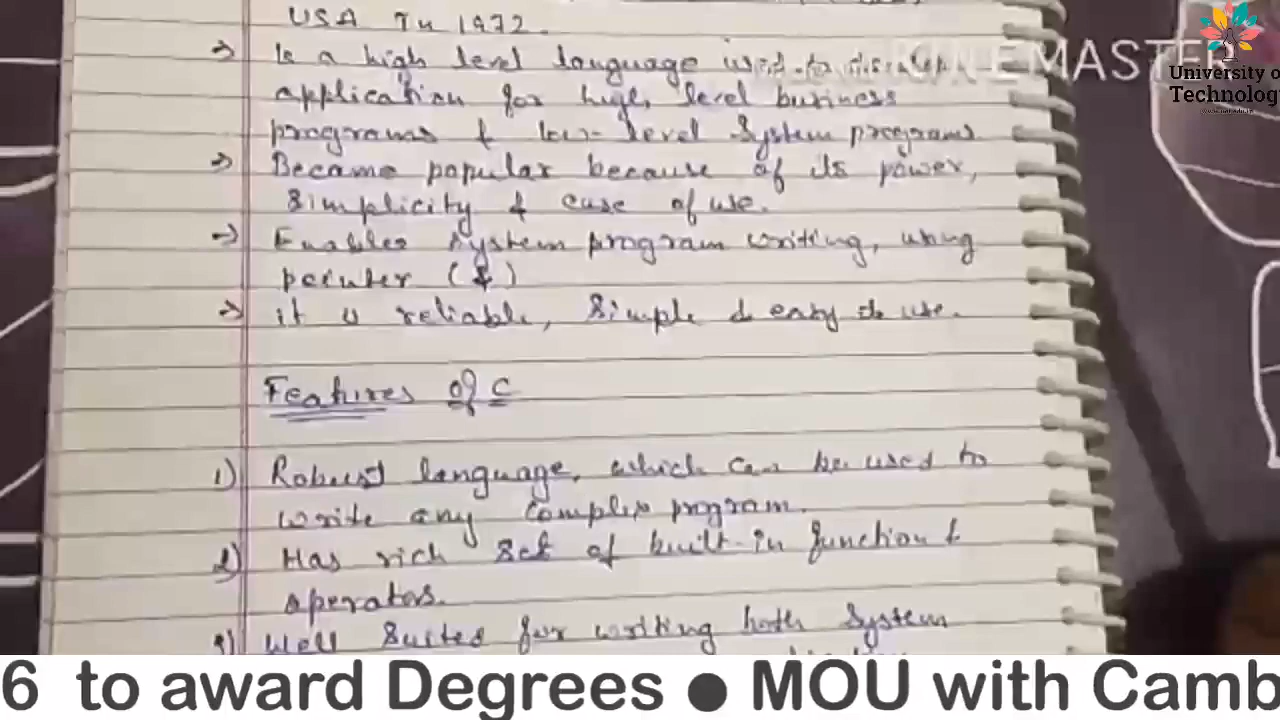 USA In 1972.
→ Is a high level language used to develop
application for high level business
programs & low-level system programs
→ Became popular because of its power,
simplicity & ease of use.
→ Enables system program writing, using
pointer (&)
→ it is reliable, simple & easy to use.
Features of C
1) Robust language, which can be used to
write any complex program.
2) Has rich set of built-in function &
operators.
3) Well suites for writing both system
KINEMASTER
University of
Technology
6 to award Degrees ● MOU with Camb